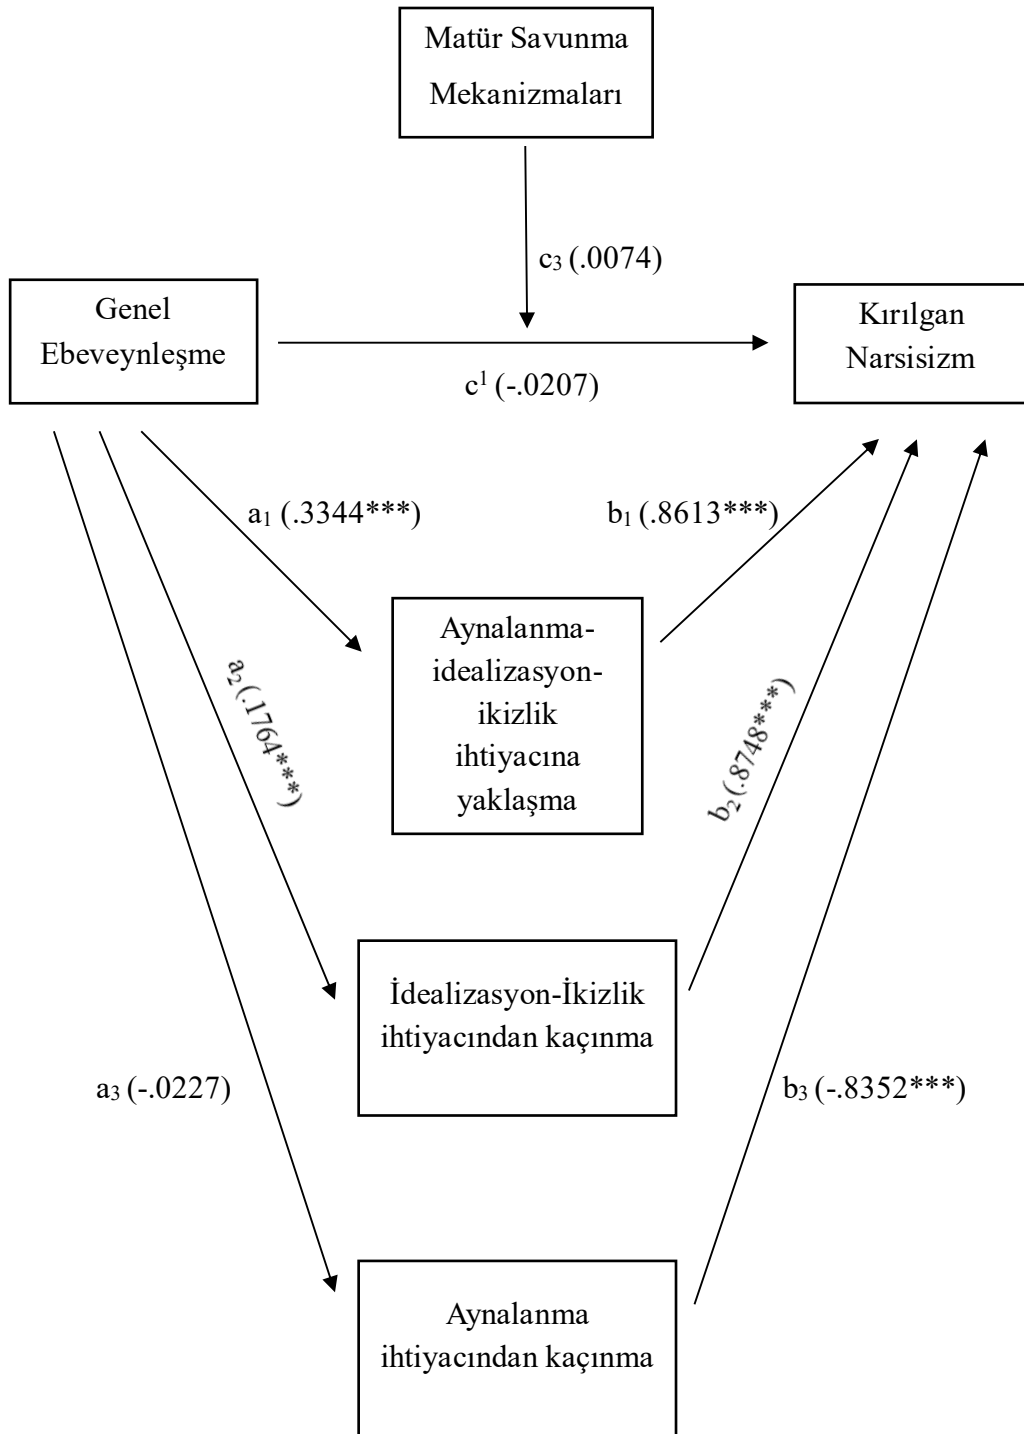 Matür Savunma
Mekanizmaları
c3 (.0074)
Genel
Ebeveynleşme
Kırılgan
Narsisizm
c1 (-.0207)
a1 (.3344***)
b1 (.8613***)
Aynalanma-
idealizasyon-
ikizlik
ihtiyacına
yaklaşma
a2 (.1764***)
b2 (.8748***)
İdealizasyon-İkizlik
ihtiyacından kaçınma
a3 (-.0227)
b3 (-.8352***)
Aynalanma
ihtiyacından kaçınma